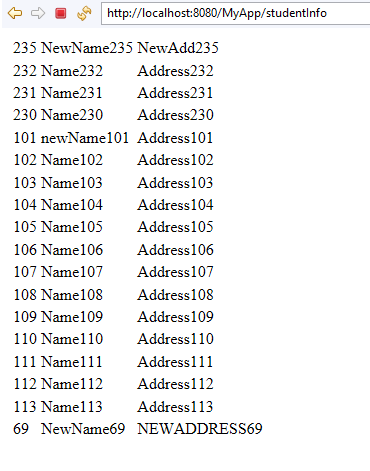 http://localhost:8080/MyApp/studentInfo
235 NewName235 NewAdd235
232 Name232 Address232
231 Name231 Address231
230 Name230 Address230
101 newName101 Address101
102 Name102 Address102
103 Name103 Address103
104 Name104 Address104
105 Name105 Address105
106 Name106 Address106
107 Name107 Address107
108 Name108 Address108
109 Name109 Address109
110 Name110 Address110
111 Name111 Address111
112 Name112 Address112
113 Name113 Address113
69 NewName69 NEWADDRESS69